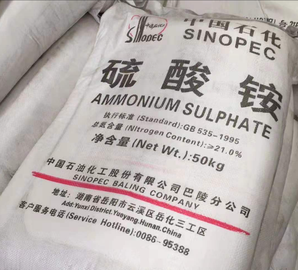 SINOPEC
中国石化
SINOPEC
硫酸铵
AMMONIUM SULPHATE
执行标准(Standard):GB 535-1995
总氮含量(Nitrogen Content):≥21.0%
净含量(Net Wt.):50kg
中国石油化工股份有限公司巴陵分公司
SINOPEC BALING COMPANY
地址:湖南省岳阳市云溪区岳化三工区
Add:Yunxi District,Yueyang,Hunan,China
客户服务电话(Service Hotline):0086-95388